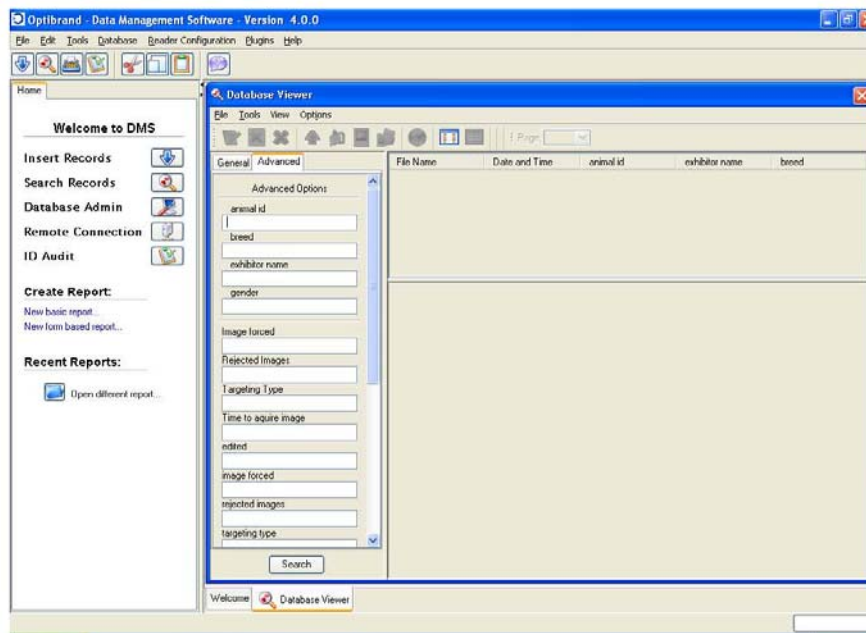 Optibrand - Data Management Software - Version 4.0.0
File Edit Tools Database Reader Configuration Plugins Help
Home
Welcome to DMS
Insert Records
Search Records
Database Admin
Remote Connection
ID Audit
Create Report:
New basic report...
New form based report...
Recent Reports:
Open different report...
Database Viewer
File Tools View Options
Page
General Advanced
Advanced Options
animal id
breed
exhibitor name
gender
Image forced
Rejected Images
Targeting Type
Time to aquire image
edited
image forced
rejected images
targeting type
Search
File Name Date and Time animal id exhibitor name breed
Welcome Database Viewer